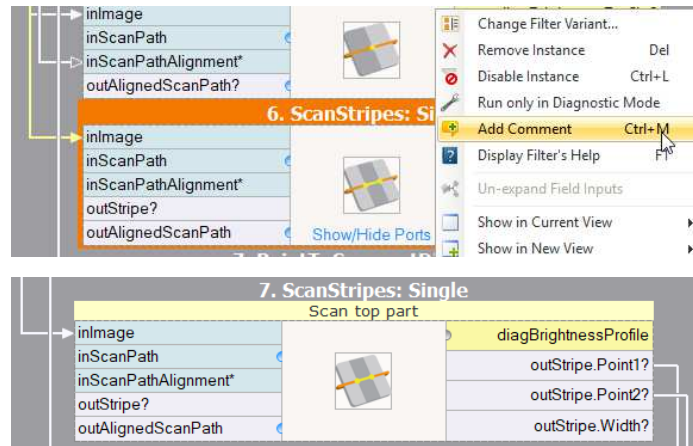 inImage
inScanPath
inScanPathAlignment*
outAlignedScanPath?
6. ScanStripes: Si
inImage
inScanPath
inScanPathAlignment*
outStripe?
outAlignedScanPath
Show/Hide Ports
Change Filter Variant...
Remove Instance Del
Disable Instance Ctrl+L
Run only in Diagnostic Mode
Add Comment Ctrl+M
Display Filter's Help F1
Un-expand Field Inputs
Show in Current View
Show in New View
7. ScanStripes: Single
Scan top part
inImage
inScanPath
inScanPathAlignment*
outStripe?
outAlignedScanPath
diagBrightnessProfile
outStripe.Point1?
outStripe.Point2?
outStripe.Width?